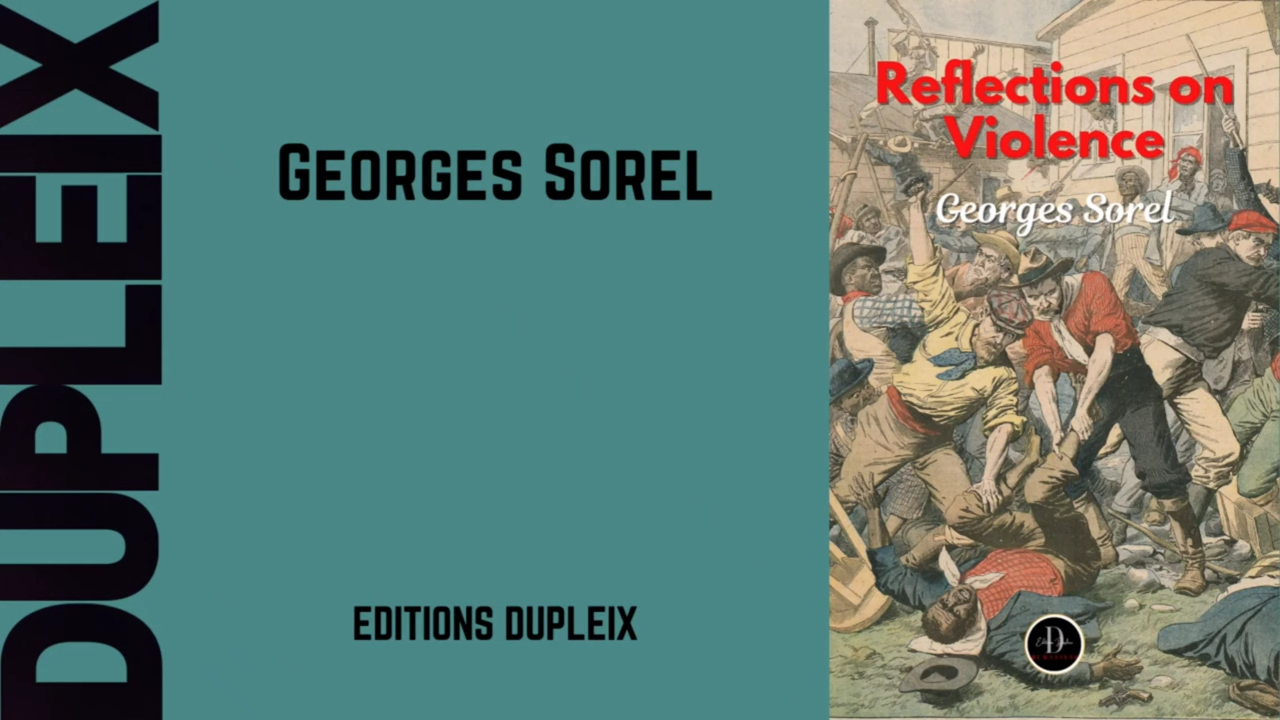 DUPLEIX
GEORGES SOREL
EDITIONS DUPLEIX
Reflections on
Violence
Georges Sorel
D